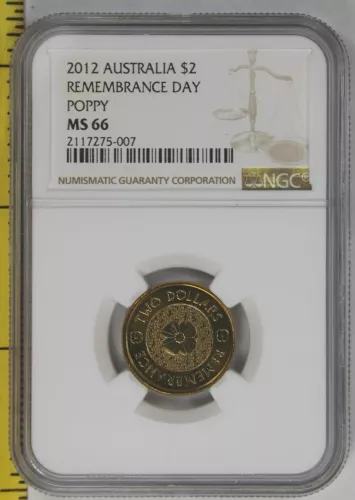 2012 AUSTRALIA $2
REMEMBRANCE DAY
POPPY
MS 66
2117275-007
NUMISMATIC GUARANTY CORPORATION
NGC
TWO DOLLARS
REMEMBRANCE